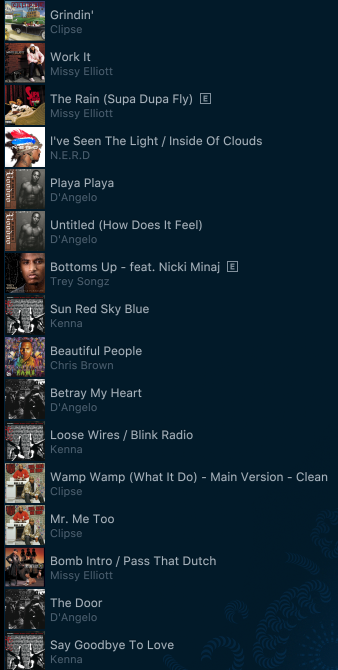 Grindin'
Clipse
Work It
Missy Elliott
The Rain (Supa Dupa Fly) E
Missy Elliott
I've Seen The Light / Inside Of Clouds
N.E.R.D
Playa Playa
D'Angelo
Untitled (How Does It Feel)
D'Angelo
Bottoms Up - feat. Nicki Minaj E
Trey Songz
Sun Red Sky Blue
Kenna
Beautiful People
Chris Brown
Betray My Heart
D'Angelo
Loose Wires / Blink Radio
Kenna
Wamp Wamp (What It Do) - Main Version - Clean
Clipse
Mr. Me Too
Clipse
Bomb Intro / Pass That Dutch
Missy Elliott
The Door
D'Angelo
Say Goodbye To Love
Kenna